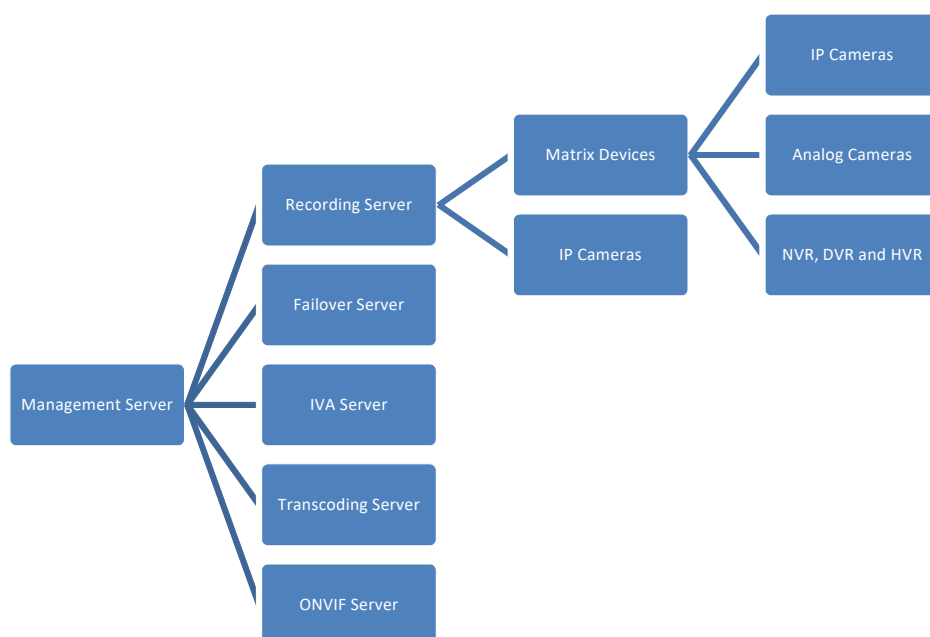 Management Server
Recording Server
Failover Server
IVA Server
Transcoding Server
ONVIF Server
Matrix Devices
IP Cameras
IP Cameras
Analog Cameras
NVR, DVR and HVR